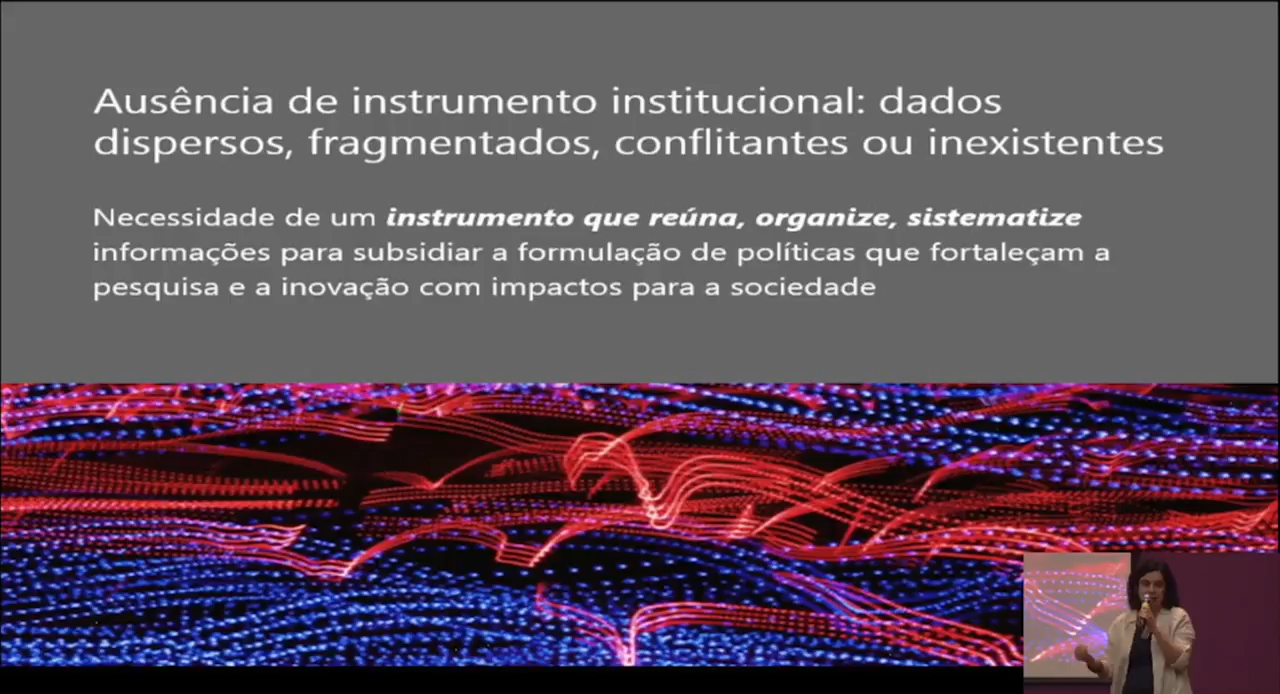 Ausência de instrumento institucional: dados
dispersos, fragmentados, conflitantes ou inexistentes
Necessidade de um instrumento que reúna, organize, sistematize
informações para subsidiar a formulação de políticas que fortaleçam a
pesquisa e a inovação com impactos para a sociedade